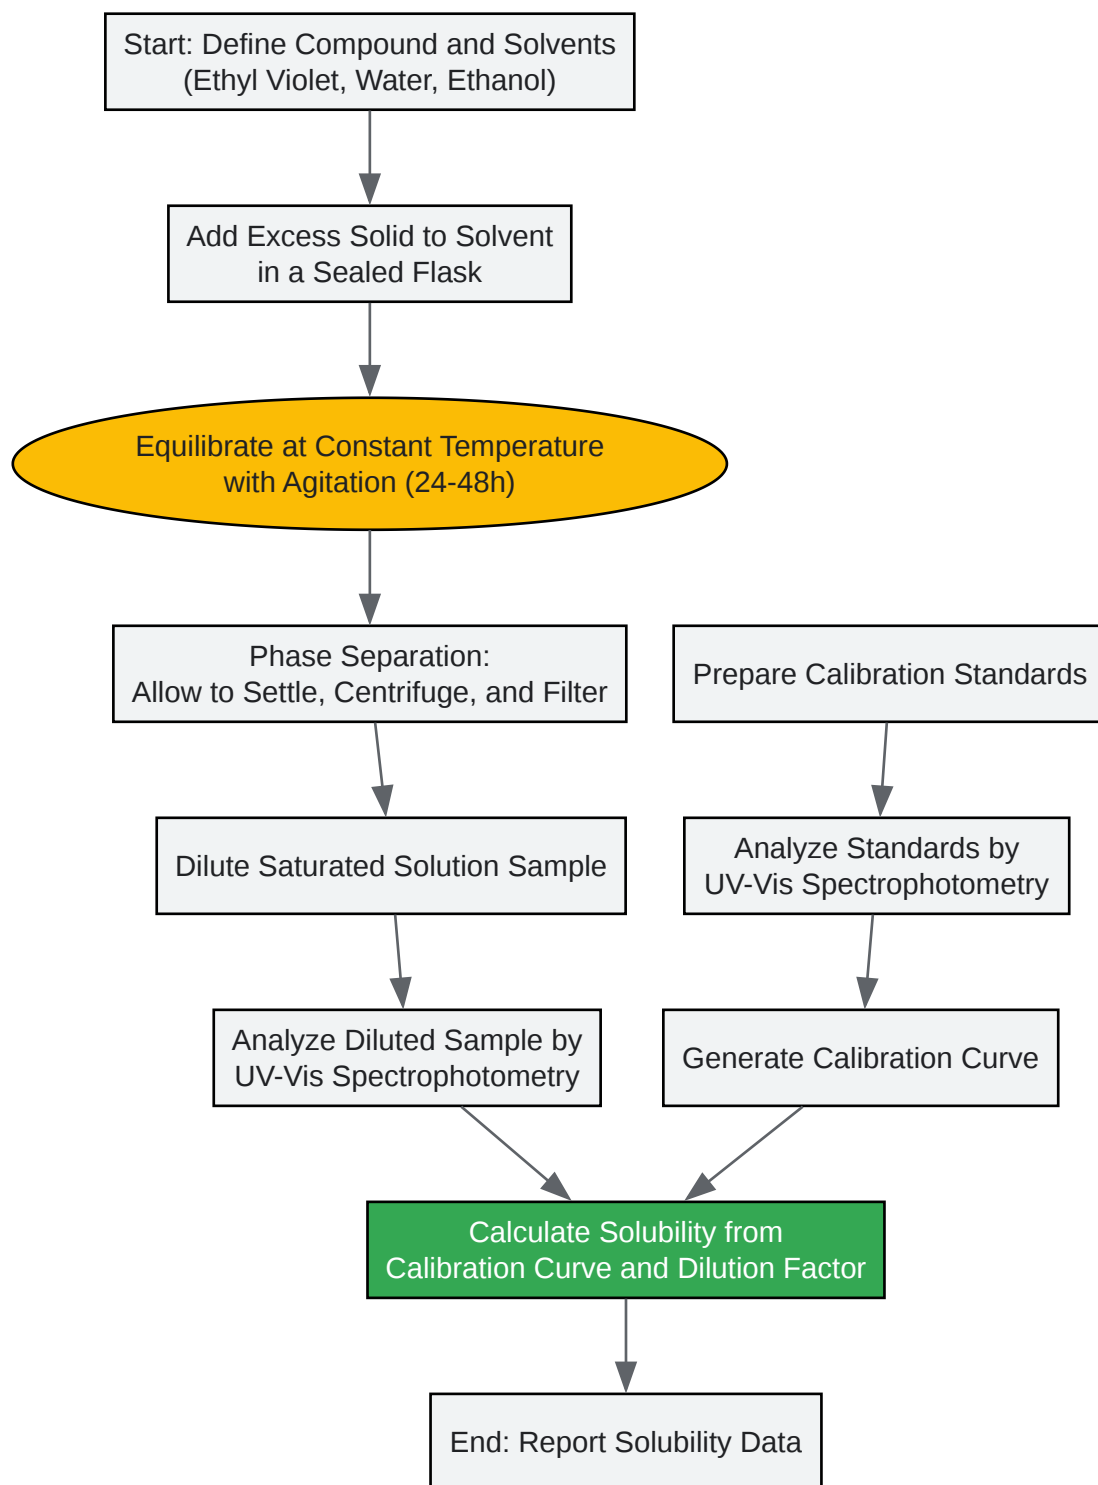 Start: Define Compound and Solvents
(Ethyl Violet, Water, Ethanol)
Add Excess Solid to Solvent
in a Sealed Flask
Equilibrate at Constant Temperature
with Agitation (24-48h)
Phase Separation:
Allow to Settle, Centrifuge, and Filter
Prepare Calibration Standards
Dilute Saturated Solution Sample
Analyze Standards by
UV-Vis Spectrophotometry
Analyze Diluted Sample by
UV-Vis Spectrophotometry
Generate Calibration Curve
Calculate Solubility from
Calibration Curve and Dilution Factor
End: Report Solubility Data